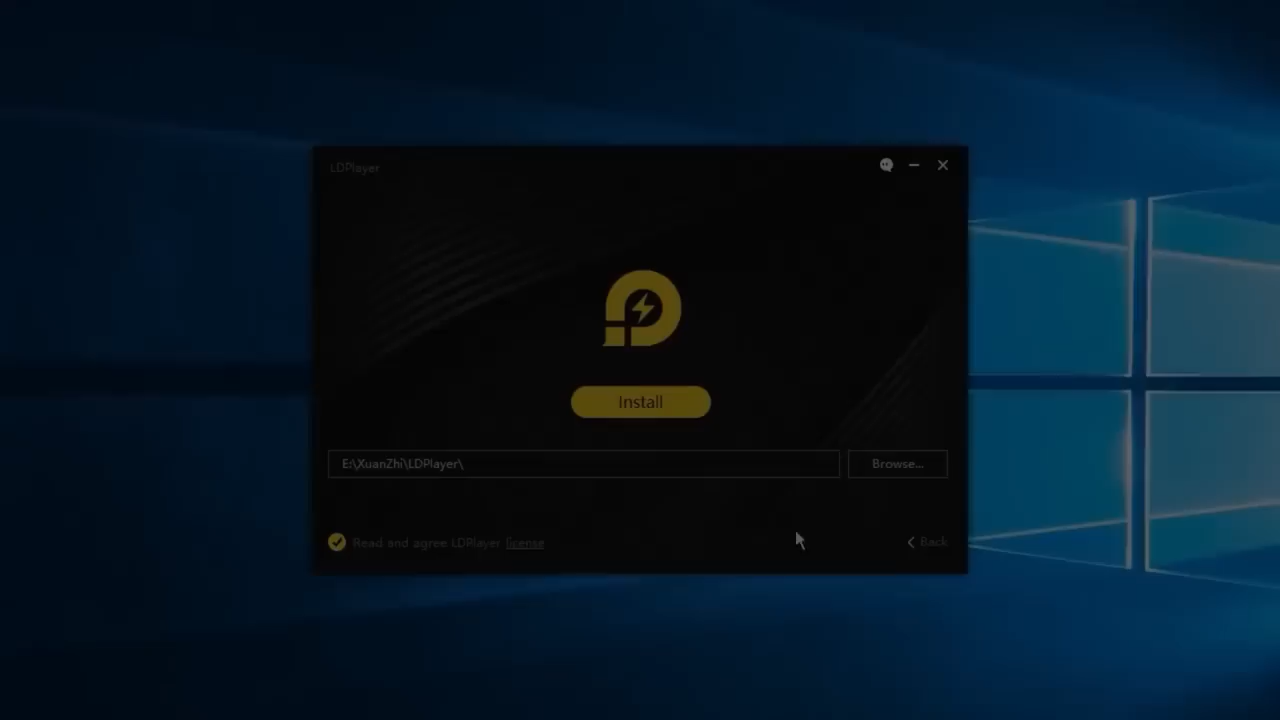 LDPlayer
Install
E:\XuanZhi\LDPlayer\
Browse...
Read and agree LDPlayer license
Back